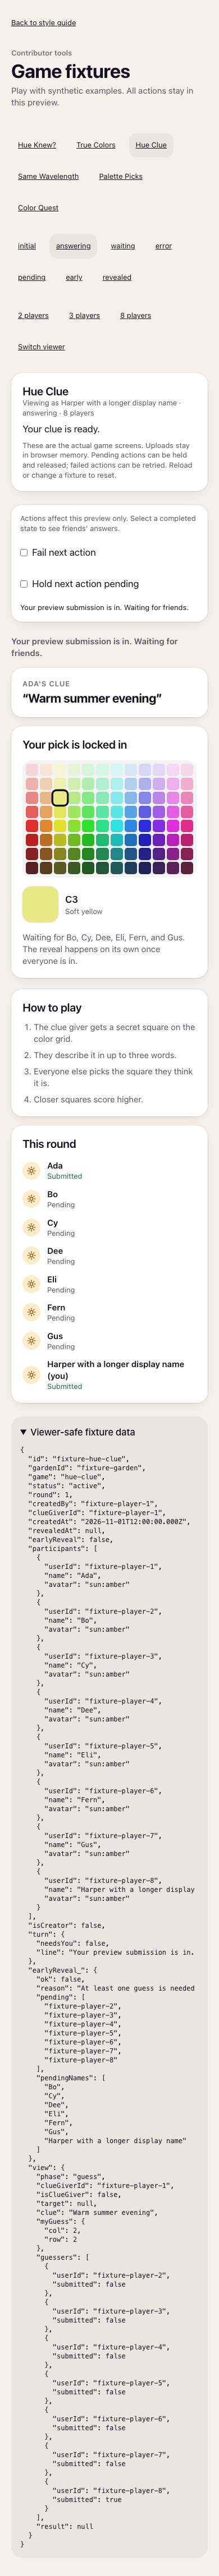 Back to style guide
Contributor tools
Game fixtures
Play with synthetic examples. All actions stay in
this preview.
Hue Knew?
True Colors
Hue Clue
Same Wavelength
Palette Picks
Color Quest
initial
answering
waiting
error
pending
early
revealed
2 players
3 players
8 players
Switch viewer
Hue Clue
Viewing as Harper with a longer display name ·
answering · 8 players
Your clue is ready.
These are the actual game screens. Uploads stay
in browser memory. Pending actions can be held
and released; failed actions can be retried. Reload
or change a fixture to reset.
Actions affect this preview only. Select a completed
state to see friends’ answers.
Fail next action
Hold next action pending
Your preview submission is in. Waiting for friends.
Your preview submission is in. Waiting for
friends.
ADA'S CLUE
“Warm summer evening”
Your pick is locked in
C3
Soft yellow
Waiting for Bo, Cy, Dee, Eli, Fern, and Gus.
The reveal happens on its own once
everyone is in.
How to play
1. The clue giver gets a secret square on the
color grid.
2. They describe it in up to three words.
3. Everyone else picks the square they think
it is.
4. Closer squares score higher.
This round
Ada
Submitted
Bo
Pending
Cy
Pending
Dee
Pending
Eli
Pending
Fern
Pending
Gus
Pending
Harper with a longer display name
(you)
Submitted
▼ Viewer-safe fixture data
{
"id": "fixture-hue-clue",
"gardenId": "fixture-garden",
"game": "hue-clue",
"status": "active",
"round": 1,
"createdBy": "fixture-player-1",
"clueGiverId": "fixture-player-1",
"createdAt": "2026-11-01T12:00:00.000Z",
"revealedAt": null,
"earlyReveal": false,
"participants": [
{
"userId": "fixture-player-1",
"name": "Ada",
"avatar": "sun:amber"
},
{
"userId": "fixture-player-2",
"name": "Bo",
"avatar": "sun:amber"
},
{
"userId": "fixture-player-3",
"name": "Cy",
"avatar": "sun:amber"
},
{
"userId": "fixture-player-4",
"name": "Dee",
"avatar": "sun:amber"
},
{
"userId": "fixture-player-5",
"name": "Eli",
"avatar": "sun:amber"
},
{
"userId": "fixture-player-6",
"name": "Fern",
"avatar": "sun:amber"
},
{
"userId": "fixture-player-7",
"name": "Gus",
"avatar": "sun:amber"
},
{
"userId": "fixture-player-8",
"name": "Harper with a longer display
"avatar": "sun:amber"
}
],
"isCreator": false,
"turn": {
"needsYou": false,
"line": "Your preview submission is in.
},
"earlyReveal_": {
"ok": false,
"reason": "At least one guess is needed
"pending": [
"fixture-player-2",
"fixture-player-3",
"fixture-player-4",
"fixture-player-5",
"fixture-player-6",
"fixture-player-7",
"fixture-player-8"
],
"pendingNames": [
"Bo",
"Cy",
"Dee",
"Eli",
"Fern",
"Gus",
"Harper with a longer display name"
]
},
"view": {
"phase": "guess",
"clueGiverId": "fixture-player-1",
"isClueGiver": false,
"target": null,
"clue": "Warm summer evening",
"myGuess": {
"col": 2,
"row": 2
},
"guessers": [
{
"userId": "fixture-player-2",
"submitted": false
},
{
"userId": "fixture-player-3",
"submitted": false
},
{
"userId": "fixture-player-4",
"submitted": false
},
{
"userId": "fixture-player-5",
"submitted": false
},
{
"userId": "fixture-player-6",
"submitted": false
},
{
"userId": "fixture-player-7",
"submitted": false
},
{
"userId": "fixture-player-8",
"submitted": true
}
],
"result": null
}
}